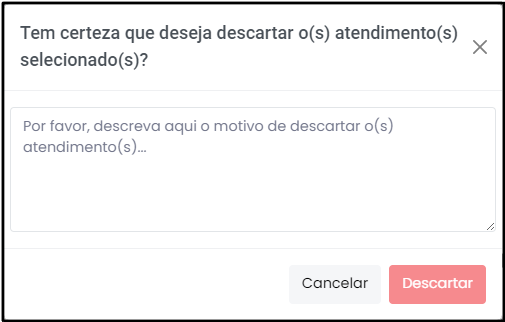 Tem certeza que deseja descartar o(s) atendimento(s)
selecionado(s)?
Por favor, descreva aqui o motivo de descartar o(s)
atendimento(s)...
Cancelar
Descartar